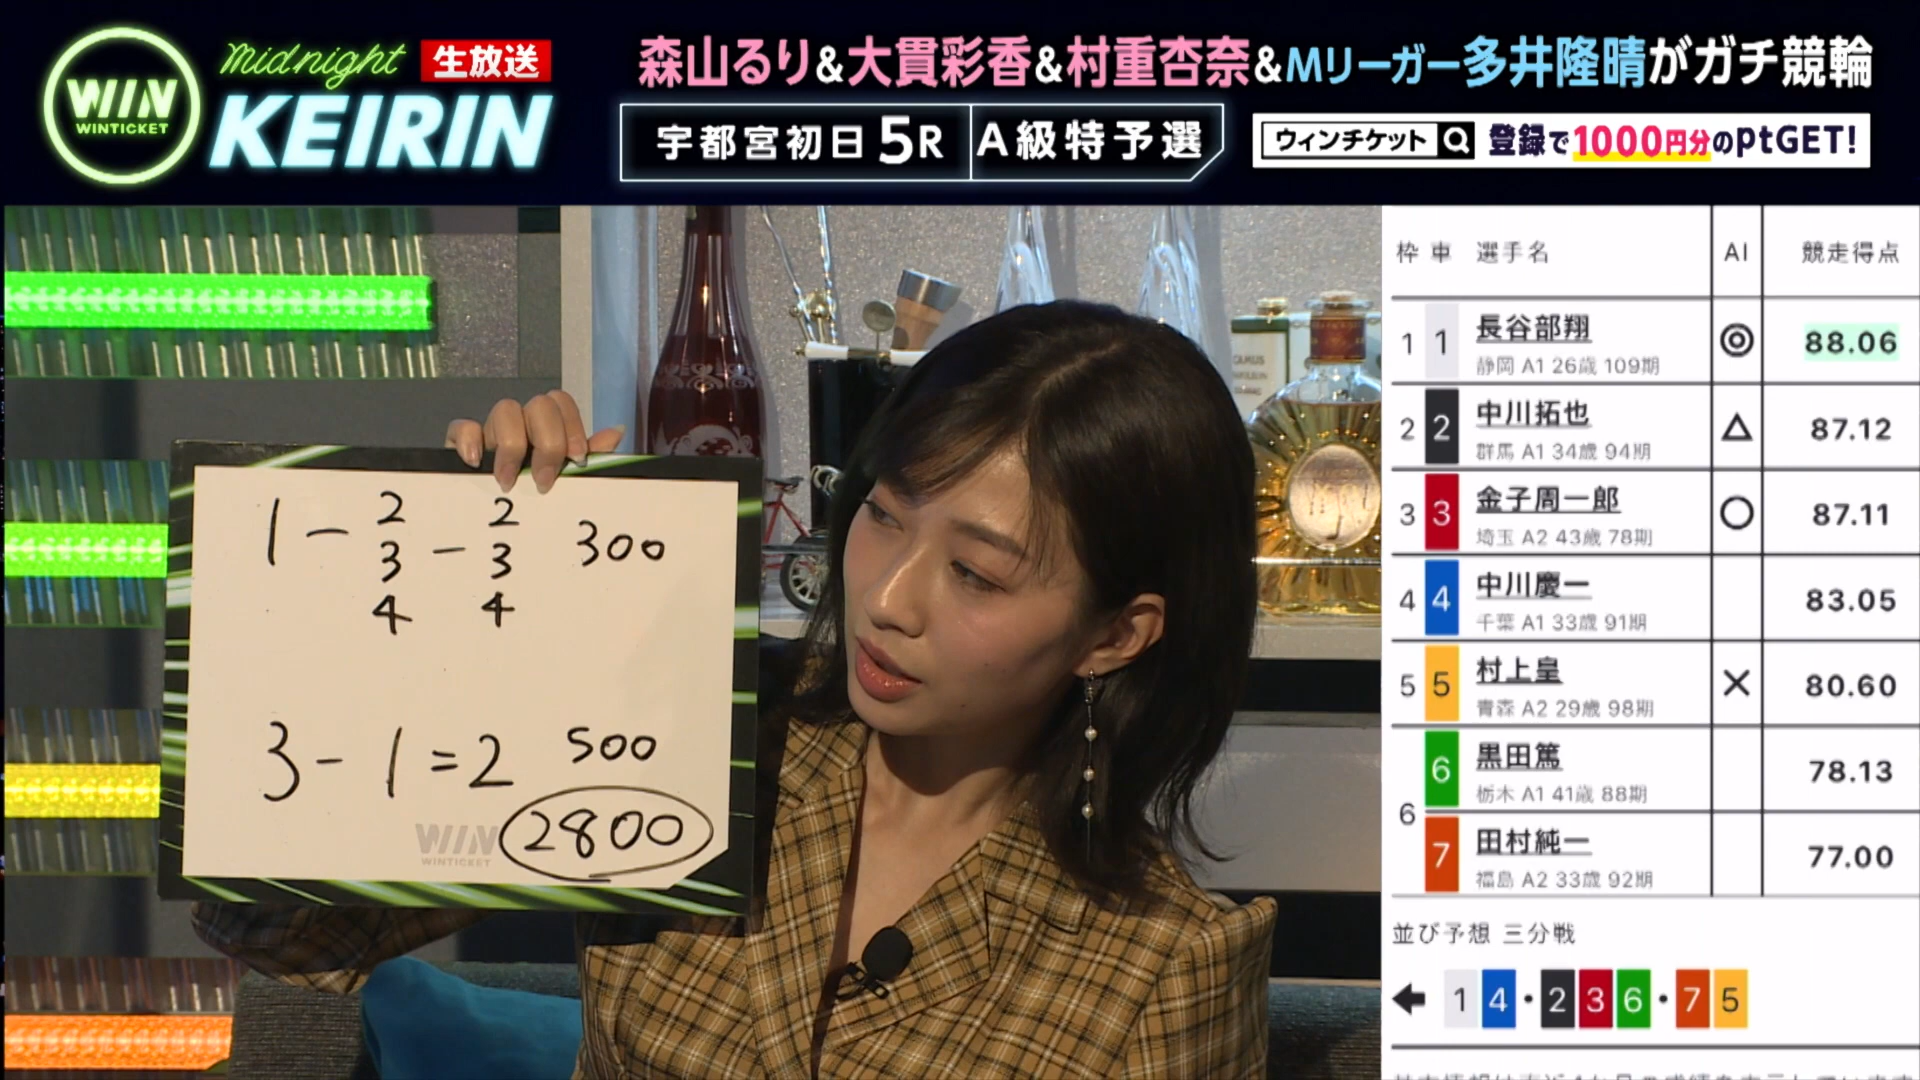 WIN
WINTICKET
Midnight 生放送
KEIRIN
森山るり&大貫彩香&村重杏奈&Mリーガー多井隆晴がガチ競輪
宇都宮初日5R A級特予選
ウィンチケット 登録で1000円分のptGET!
1-2-2 300
3 3
4 4
3-1=2 500
2800
WIN
WINTICKET
枠 車 選手名 AI 競走得点
1 1 長谷部翔 ◎ 88.06
静岡 A1 26歳 109期
2 2 中川拓也 △ 87.12
群馬 A1 34歳 94期
3 3 金子周一郎 ○ 87.11
埼玉 A2 43歳 78期
4 4 中川慶一 83.05
千葉 A1 33歳 91期
5 5 村上皇 × 80.60
青森 A2 29歳 98期
6 6 黒田篤 78.13
栃木 A1 41歳 88期
7 田村純一 77.00
福島 A2 33歳 92期
並び予想 三分戦
← 1 4 · 2 3 6 · 7 5